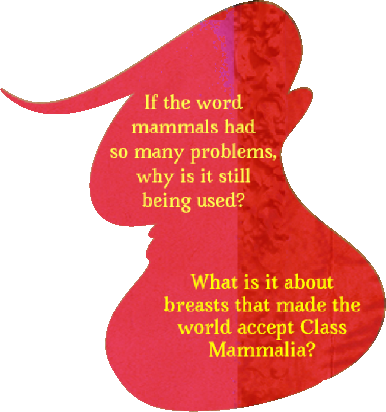 If the word
mammals had
so many problems,
why is it still
being used?
What is it about
breasts that made the
world accept Class
Mammalia?